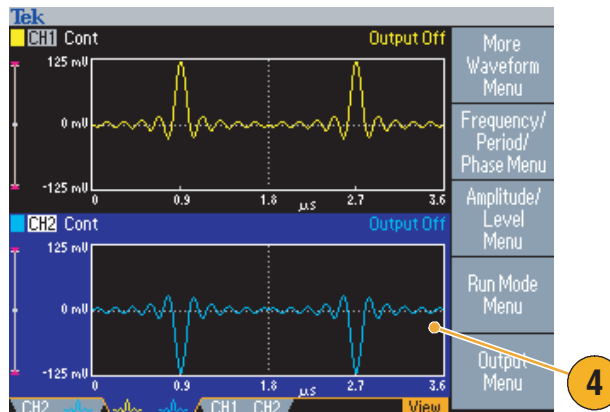 Tek
CH1 Cont Output Off
125 mV
0 mV
-125 mV
0 0.9 1.8 µs 2.7 3.6
CH2 Cont Output Off
125 mV
0 mV
-125 mV
0 0.9 1.8 µs 2.7 3.6
CH2 CH1 CH2 View
More
Waveform
Menu
Frequency/
Period/
Phase Menu
Amplitude/
Level
Menu
Run Mode
Menu
Output
Menu
4